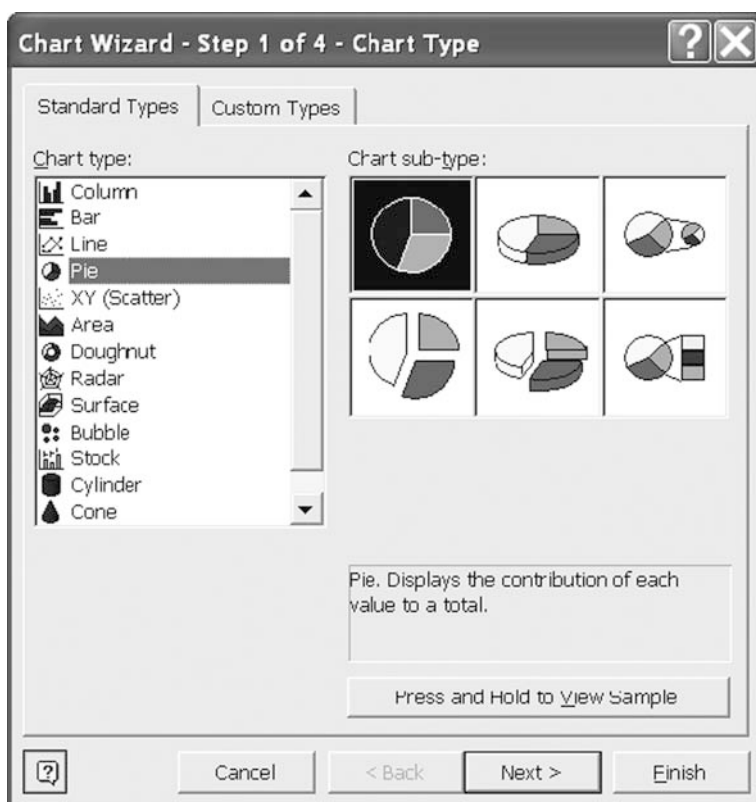 Chart Wizard - Step 1 of 4 - Chart Type
Standard Types
Custom Types
Chart type:
Column
Bar
Line
Pie
XY (Scatter)
Area
Doughnut
Radar
Surface
Bubble
Stock
Cylinder
Cone
Chart sub-type:
Pie. Displays the contribution of each
value to a total.
Press and Hold to View Sample
Cancel
< Back
Next >
Finish